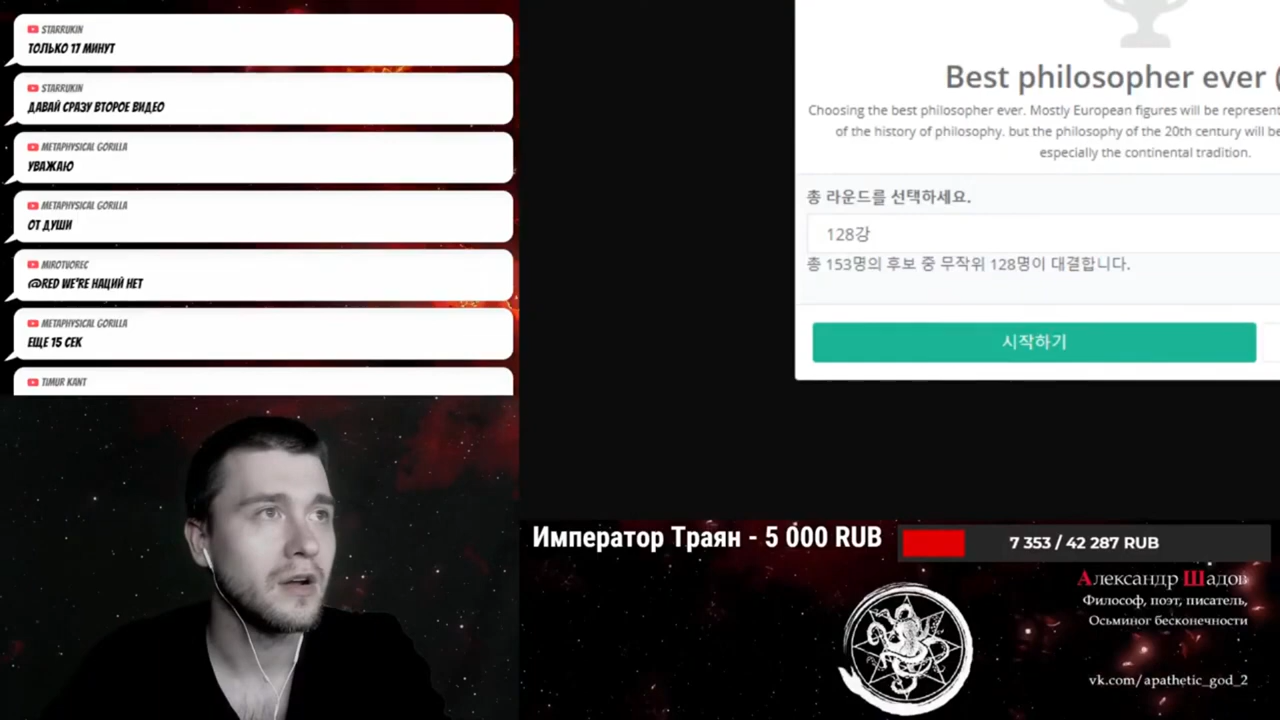 STARRUKIN
ТОЛЬКО 17 МИНУТ
STARRUKIN
ДАВАЙ СРАЗУ ВТОРОЕ ВИДЕО
METAPHYSICAL GORILLA
УВАЖАЮ
METAPHYSICAL GORILLA
ОТ ДУШИ
MIROTVOREC
@RED WE'RE НАЦИЙ НЕТ
METAPHYSICAL GORILLA
ЕЩЕ 15 СЕК
TIMUR KANT
Best philosopher ever (
Choosing the best philosopher ever. Mostly European figures will be represent
of the history of philosophy. but the philosophy of the 20th century will be
especially the continental tradition.
총 라운드를 선택하세요.
128강
총 153명의 후보 중 무작위 128명이 대결합니다.
시작하기
Император Траян - 5 000 RUB
7 353 / 42 287 RUB
Александр Шадов
Философ, поэт, писатель,
Осьминог бесконечности
vk.com/apathetic_god_2